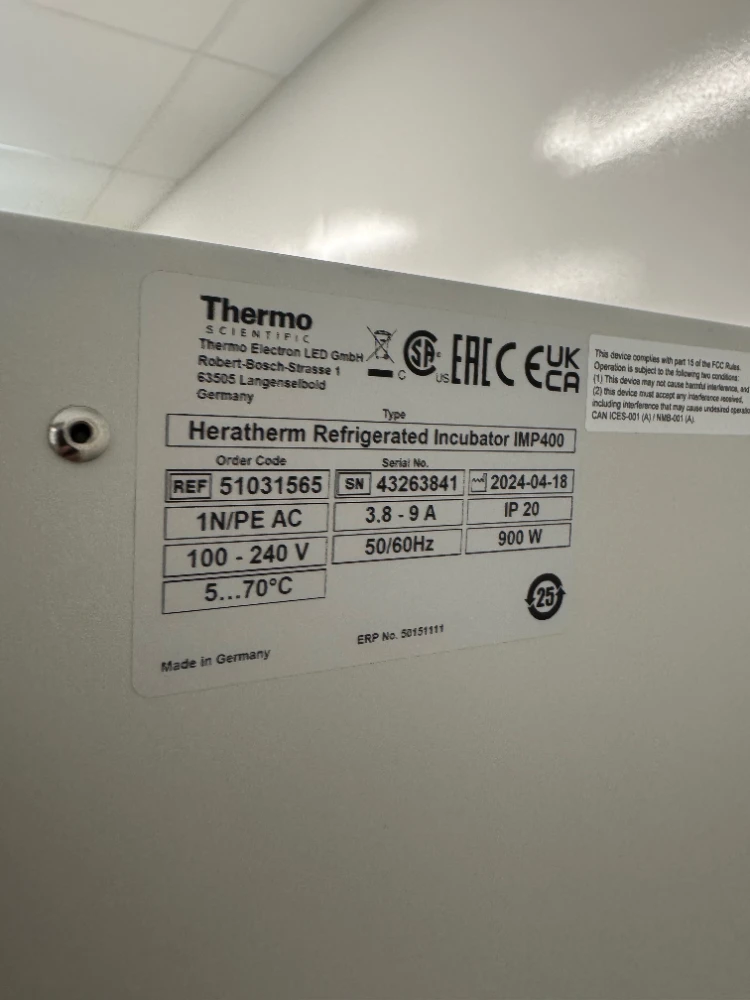 Thermo
SCIENTIFIC
Thermo Electron LED GmbH
Robert-Bosch-Strasse 1
63505 Langenselbold
Germany
C SA® US EAC CE UK CA
Type
Heratherm Refrigerated Incubator IMP400
Order Code Serial No.
REF 51031565 SN 43263841 2024-04-18
1N/PE AC 3.8 - 9 A IP 20
100 - 240 V 50/60Hz 900 W
5...70°C
25
Made in Germany ERP No. 50151111
This device complies with part 15 of the FCC Rules.
Operation is subject to the following two conditions:
(1) This device may not cause harmful interference, and
(2) this device must accept any interference received,
including interference that may cause undesired
CAN ICES-001 (A) / NMB-001 (A).